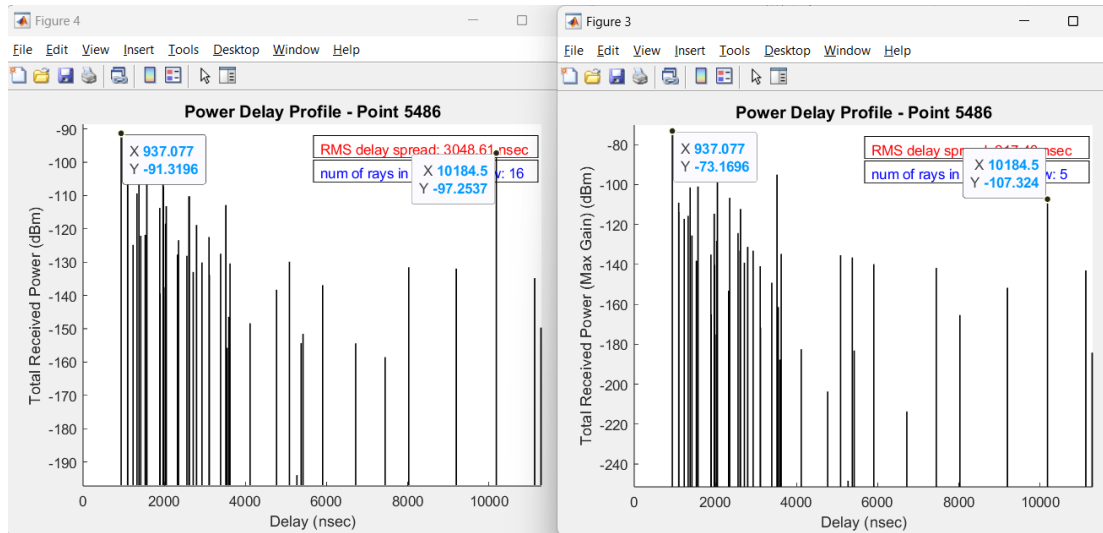 Figure 4
File Edit View Insert Tools Desktop Window Help
Power Delay Profile - Point 5486
-90
-100
-110
-120
-130
-140
-150
-160
-170
-180
-190
Total Received Power (dBm)
X 937.077
Y -91.3196
RMS delay spread: 3048.61 nsec
num of rays in
: 16
X 10184.5
Y -97.2537
0 2000 4000 6000 8000 10000
Delay (nsec)
Figure 3
File Edit View Insert Tools Desktop Window Help
Power Delay Profile - Point 5486
-80
-100
-120
-140
-160
-180
-200
-220
-240
Total Received Power (Max Gain) (dBm)
X 937.077
Y -73.1696
RMS delay
nsec
num of rays in
: 5
X 10184.5
Y -107.324
0 2000 4000 6000 8000 10000
Delay (nsec)